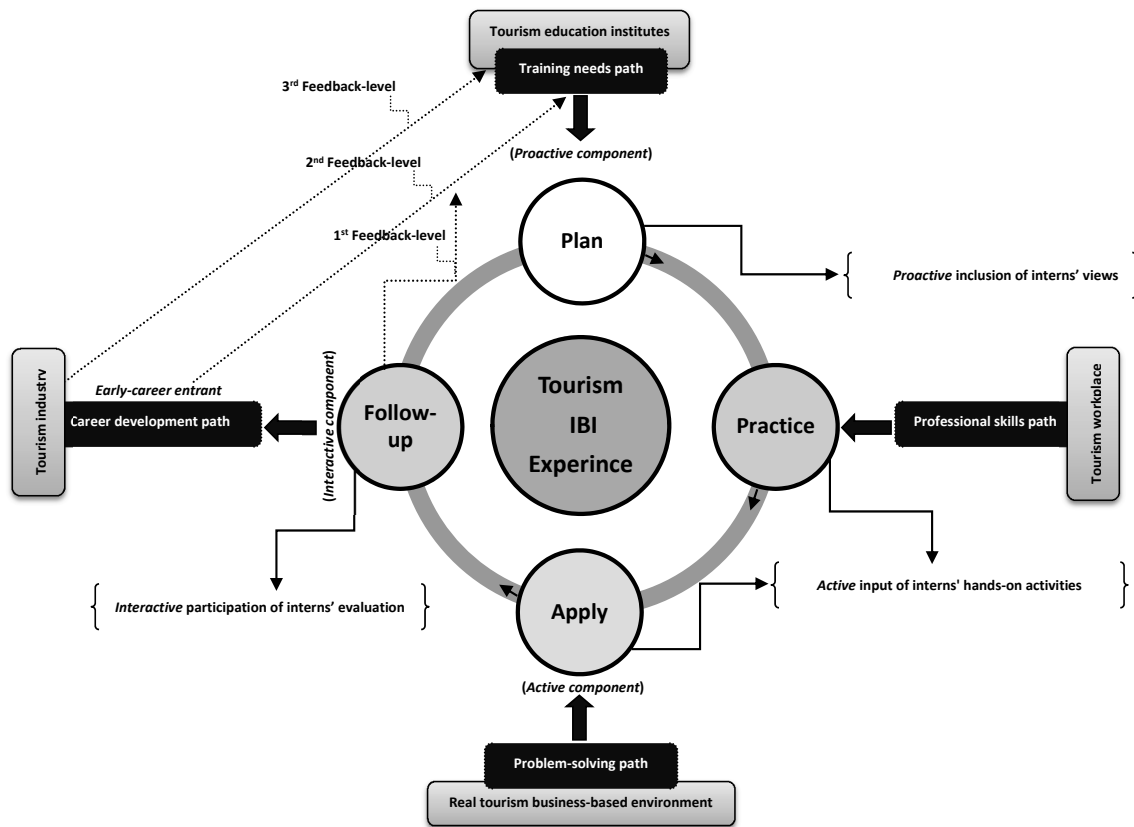 Tourism education institutes
Training needs path
3rd Feedback-level
(Proactive component)
2nd Feedback-level
1st Feedback-level
Plan
Proactive inclusion of interns’ views
Tourism industry
Early-career entrant
Career development path
(Interactive component)
Follow-
up
Tourism
IBI
Experince
Practice
Professional skills path
Tourism workplace
Interactive participation of interns’ evaluation
Active input of interns' hands-on activities
Apply
(Active component)
Problem-solving path
Real tourism business-based environment